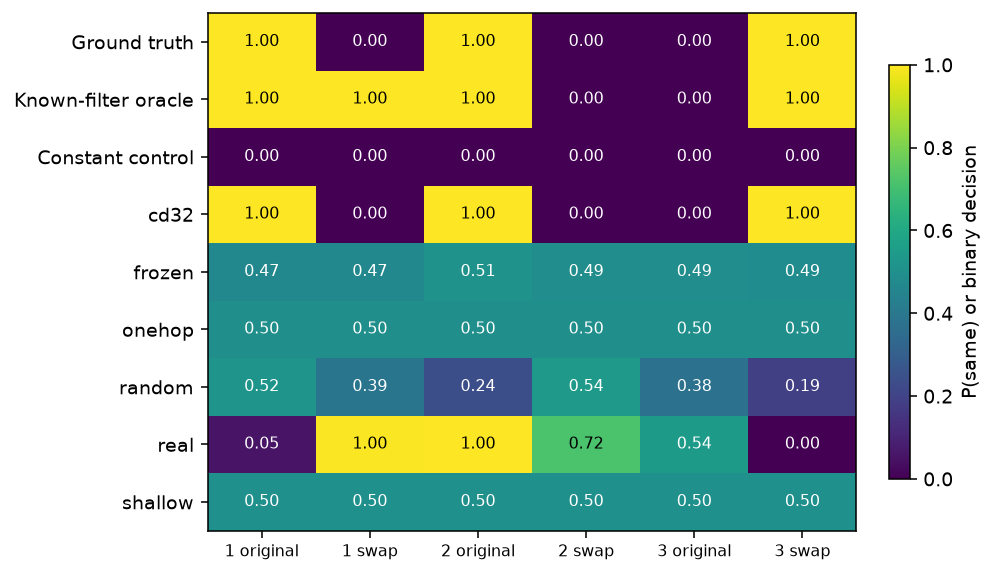 Ground truth 1.00 0.00 1.00 0.00 0.00 1.00
Known-filter oracle 1.00 1.00 1.00 0.00 0.00 1.00
Constant control 0.00 0.00 0.00 0.00 0.00 0.00
cd32 1.00 0.00 1.00 0.00 0.00 1.00
frozen 0.47 0.47 0.51 0.49 0.49 0.49
onehop 0.50 0.50 0.50 0.50 0.50 0.50
random 0.52 0.39 0.24 0.54 0.38 0.19
real 0.05 1.00 1.00 0.72 0.54 0.00
shallow 0.50 0.50 0.50 0.50 0.50 0.50
1 original 1 swap 2 original 2 swap 3 original 3 swap
1.0
0.8
0.6
0.4
0.2
0.0
P(same) or binary decision